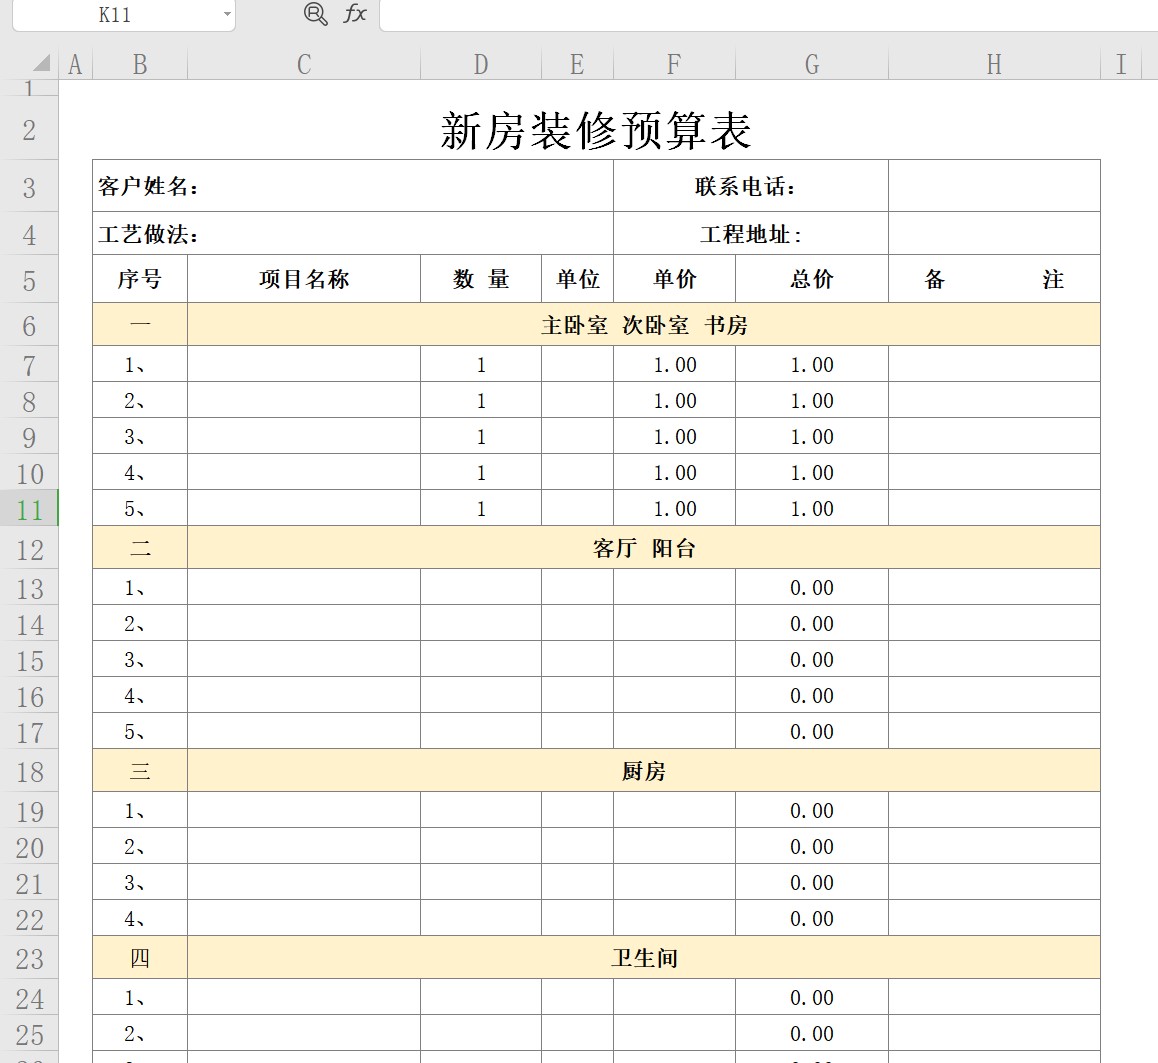 K11 fx
A B C D E F G H I
1
2 新房装修预算表
3 客户姓名： 联系电话：
4 工艺做法： 工程地址：
5 序号 项目名称 数 量 单位 单价 总价 备 注
6 一 主卧室 次卧室 书房
7 1、 1 1.00 1.00
8 2、 1 1.00 1.00
9 3、 1 1.00 1.00
10 4、 1 1.00 1.00
11 5、 1 1.00 1.00
12 二 客厅 阳台
13 1、 0.00
14 2、 0.00
15 3、 0.00
16 4、 0.00
17 5、 0.00
18 三 厨房
19 1、 0.00
20 2、 0.00
21 3、 0.00
22 4、 0.00
23 四 卫生间
24 1、 0.00
25 2、 0.00